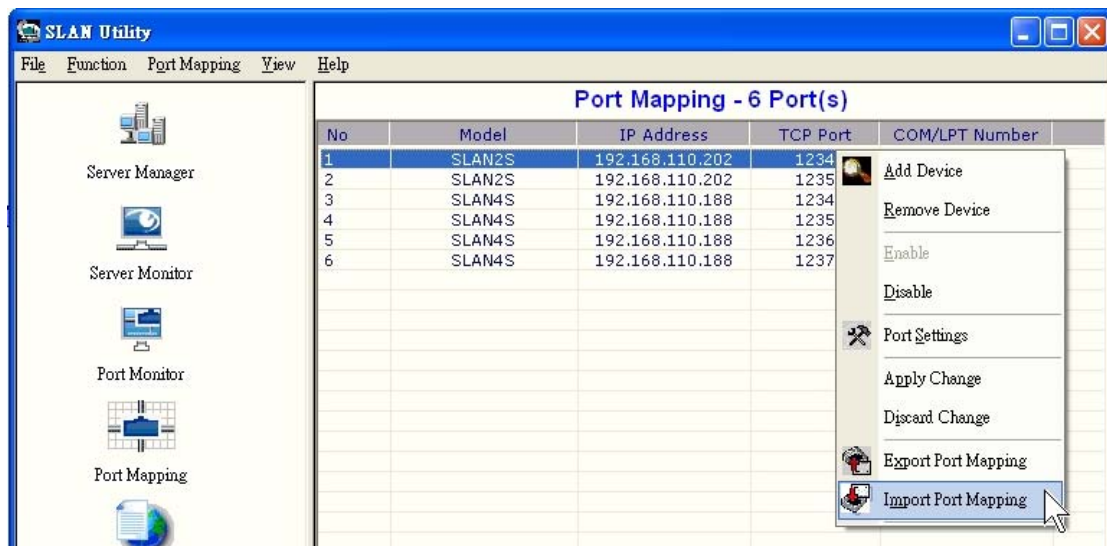 SLAN Utility
File Function Port Mapping View Help
Server Manager
Server Monitor
Port Monitor
Port Mapping
Port Mapping - 6 Port(s)
No Model IP Address TCP Port COM/LPT Number
1 SLAN2S 192.168.110.202 1234
2 SLAN2S 192.168.110.202 1235
3 SLAN4S 192.168.110.188 1234
4 SLAN4S 192.168.110.188 1235
5 SLAN4S 192.168.110.188 1236
6 SLAN4S 192.168.110.188 1237
Add Device
Remove Device
Enable
Disable
Port Settings
Apply Change
Discard Change
Export Port Mapping
Import Port Mapping